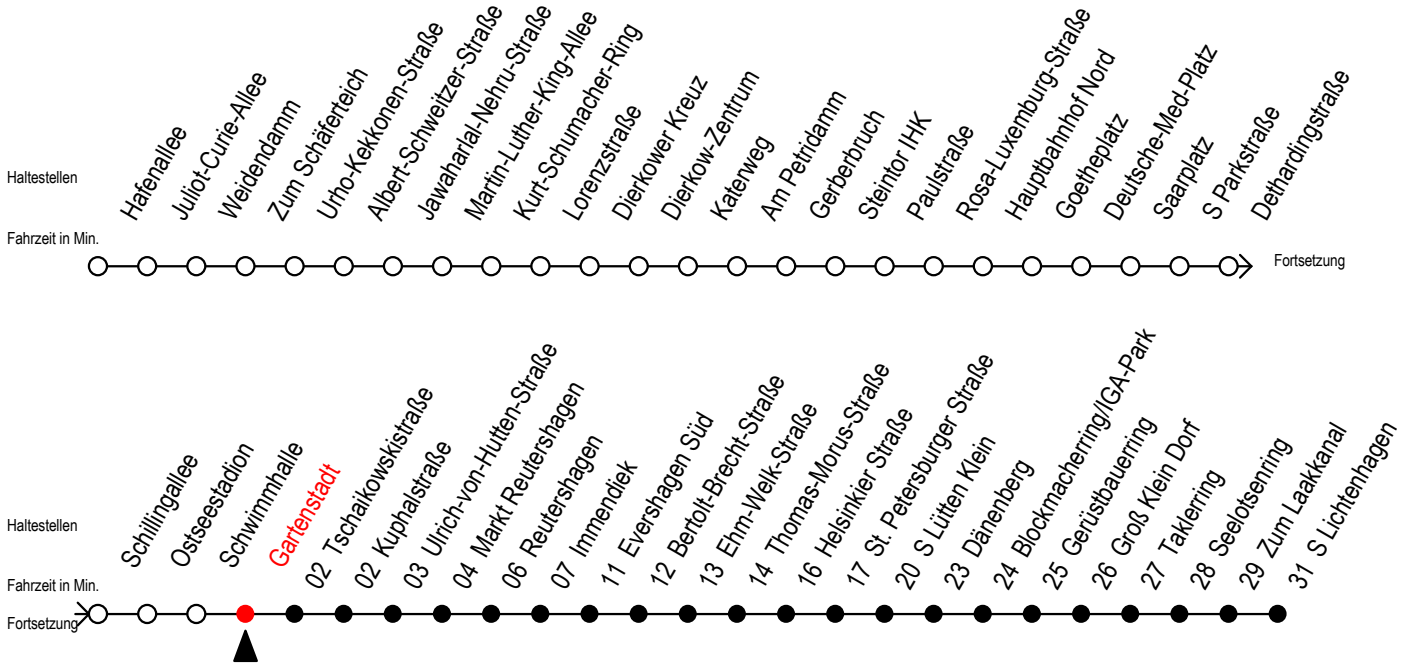 Haltestellen
Hafenallee
Juliot-Curie-Allee
Weidendamm
Zum Schäferteich
Urho-Kekkonen-Straße
Albert-Schweitzer-Straße
Jawaharlal-Nehru-Straße
Martin-Luther-King-Allee
Kurt-Schumacher-Ring
Lorenzstraße
Dierkower Kreuz
Dierkow-Zentrum
Katenweg
Am Petridamm
Gerberbruch
Steintor IHK
Paulstraße
Rosa-Luxemburg-Straße
Hauptbahnhof Nord
Goetheplatz
Deutsche-Med-Platz
Saarplatz
S Parkstraße
Dethardingstraße
Fahrzeit in Min.
Fortsetzung
Haltestellen
Schillingallee
Ostseestadion
Schwimmhalle
Gartenstadt
02 Tschaikowskistraße
02 Kuphalstraße
03 Ulrich-von-Hutten-Straße
04 Markt Reutershagen
06 Reutershagen
07 Immendiek
11 Evershagen Süd
12 Bertolt-Brecht-Straße
13 Ehm-Welk-Straße
14 Thomas-Morus-Straße
16 Helsinkier Straße
17 St. Petersburger Straße
20 S Lütten Klein
23 Dänenberg
24 Blockmacherring/IGA-Park
25 Gerüstbauerring
26 Groß Klein Dorf
27 Taklerring
28 Seelotsenring
29 Zum Laakkanal
31 S Lichtenhagen
Fahrzeit in Min.
Fortsetzung